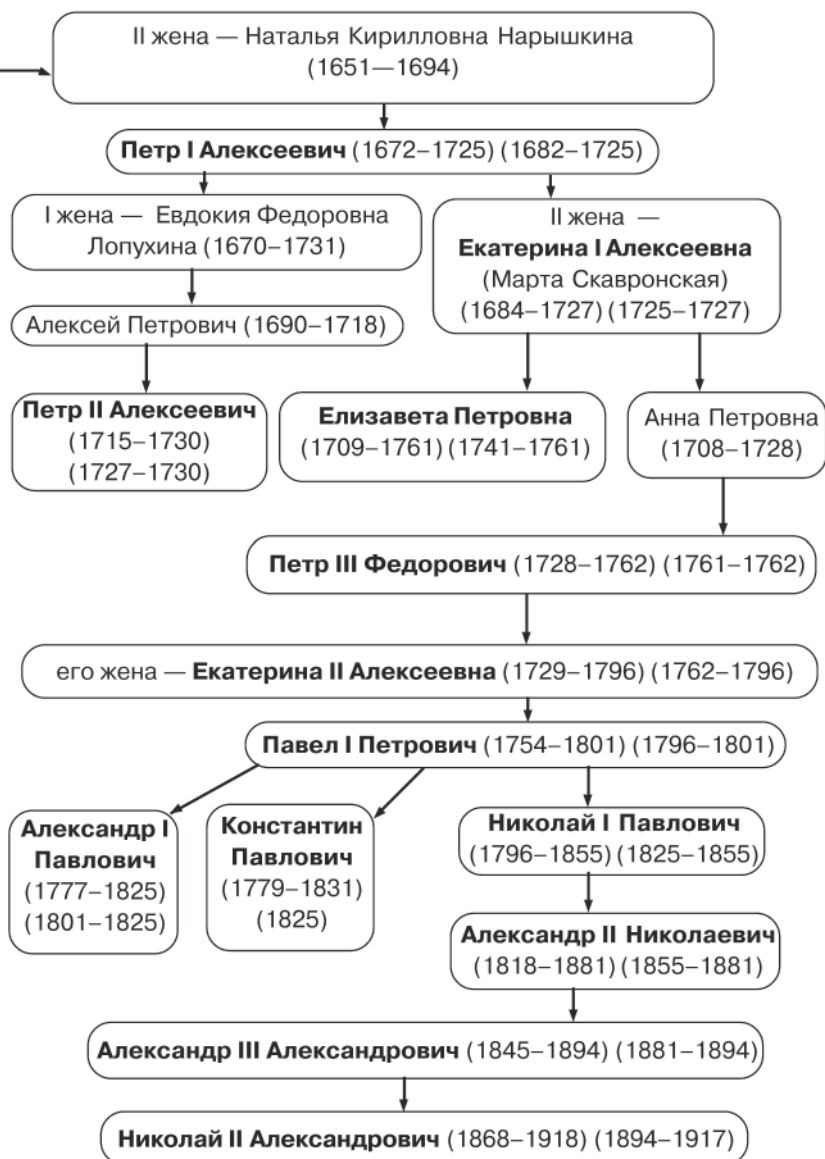 II жена — Наталья Кирилловна Нарышкина
(1651—1694)
Петр I Алексеевич (1672–1725) (1682–1725)
I жена — Евдокия Федоровна
Лопухина (1670–1731)
II жена —
Екатерина I Алексеевна
(Марта Скавронская)
(1684–1727) (1725–1727)
Алексей Петрович (1690–1718)
Петр II Алексеевич
(1715–1730)
(1727–1730)
Елизавета Петровна
(1709–1761) (1741–1761)
Анна Петровна
(1708–1728)
Петр III Федорович (1728–1762) (1761–1762)
его жена — Екатерина II Алексеевна (1729–1796) (1762–1796)
Павел I Петрович (1754–1801) (1796–1801)
Александр I
Павлович
(1777–1825)
(1801–1825)
Константин
Павлович
(1779–1831)
(1825)
Николай I Павлович
(1796–1855) (1825–1855)
Александр II Николаевич
(1818–1881) (1855–1881)
Александр III Александрович (1845–1894) (1881–1894)
Николай II Александрович (1868–1918) (1894–1917)